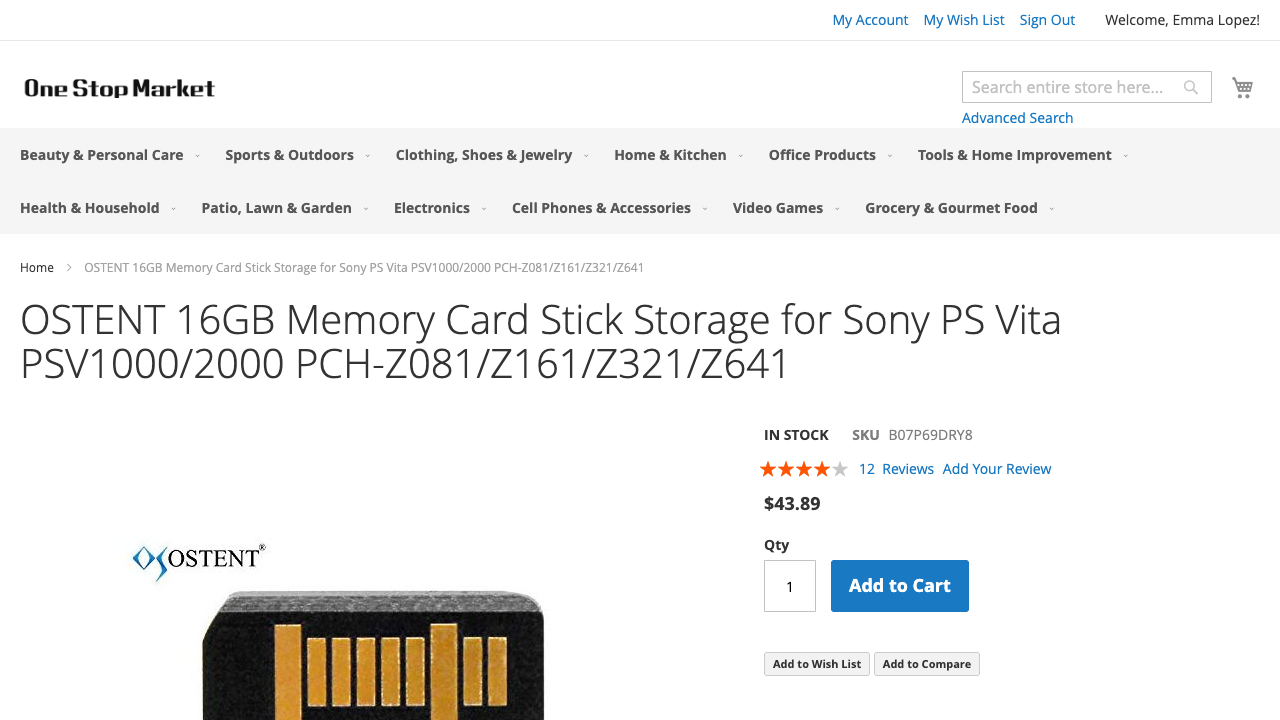 My Account My Wish List Sign Out Welcome, Emma Lopez!
One Stop Market
Search entire store here...
Advanced Search
Beauty & Personal Care Sports & Outdoors Clothing, Shoes & Jewelry Home & Kitchen Office Products Tools & Home Improvement
Health & Household Patio, Lawn & Garden Electronics Cell Phones & Accessories Video Games Grocery & Gourmet Food
Home OSTENT 16GB Memory Card Stick Storage for Sony PS Vita PSV1000/2000 PCH-Z081/Z161/Z321/Z641
OSTENT 16GB Memory Card Stick Storage for Sony PS Vita
PSV1000/2000 PCH-Z081/Z161/Z321/Z641
IN STOCK SKU B07P69DRY8
12 Reviews Add Your Review
$43.89
Qty
1 Add to Cart
OSTENT®
Add to Wish List Add to Compare